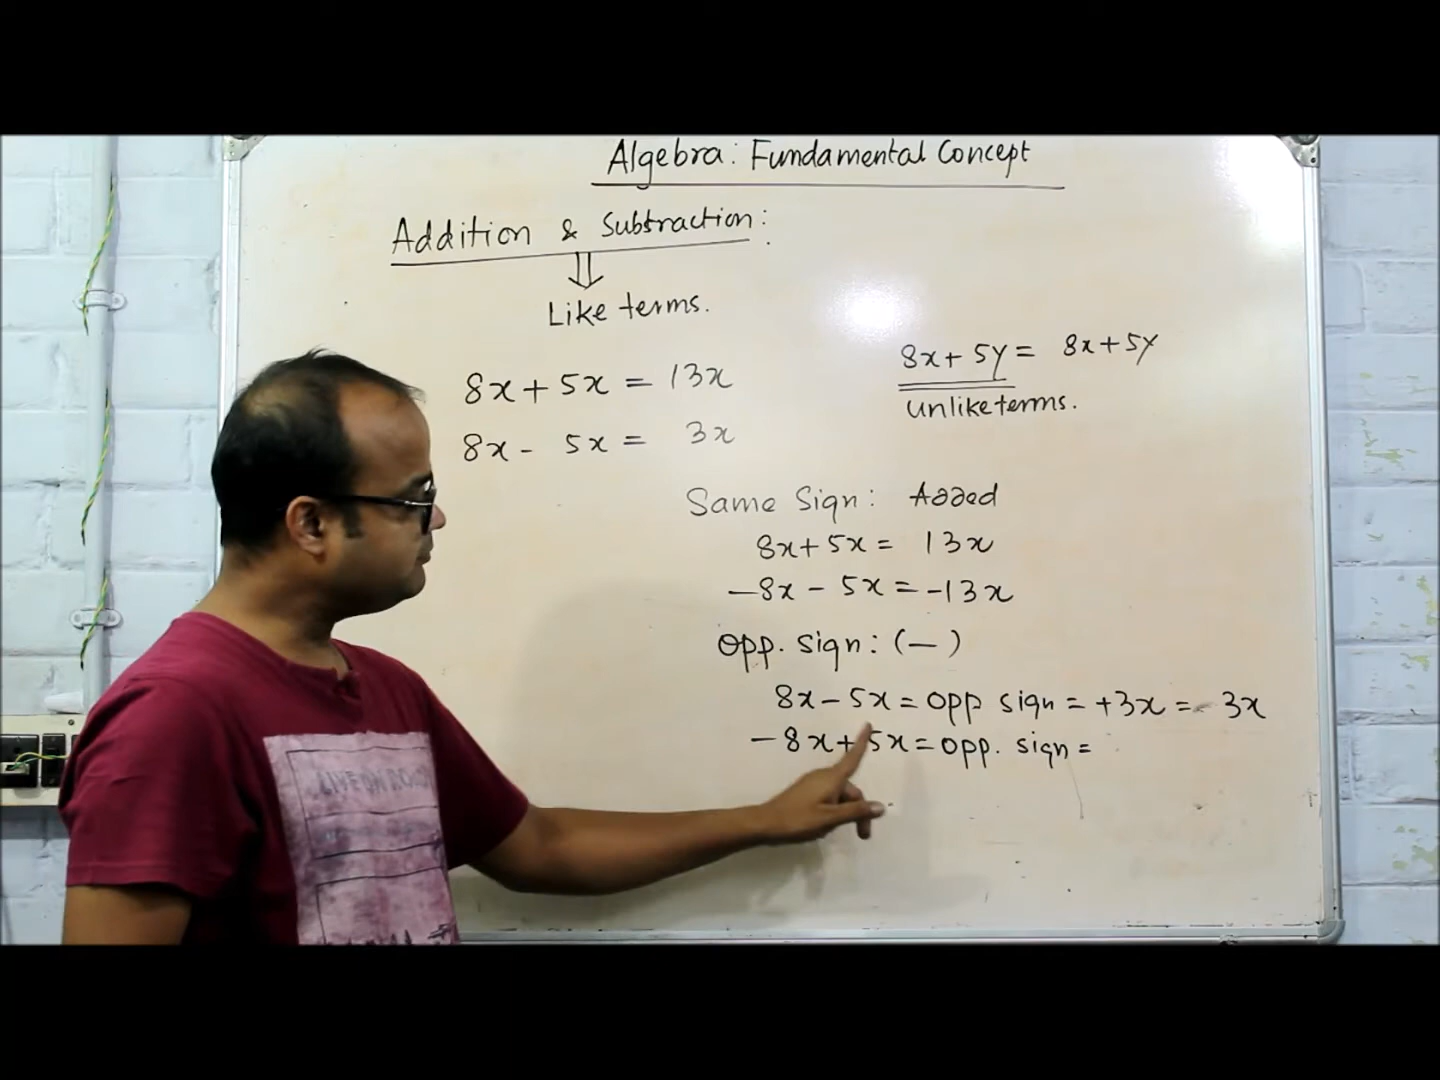 Algebra: Fundamental Concept
Addition & Subtraction:
⇓
Like terms.
8x + 5x = 13x
8x - 5x = 3x
8x + 5y = 8x + 5y
Unlike terms.
Same Sign: Added
8x + 5x = 13x
-8x - 5x = -13x
Opp. Sign: (-)
8x - 5x = Opp sign = +3x = 3x
-8x + 5x = Opp. sign =